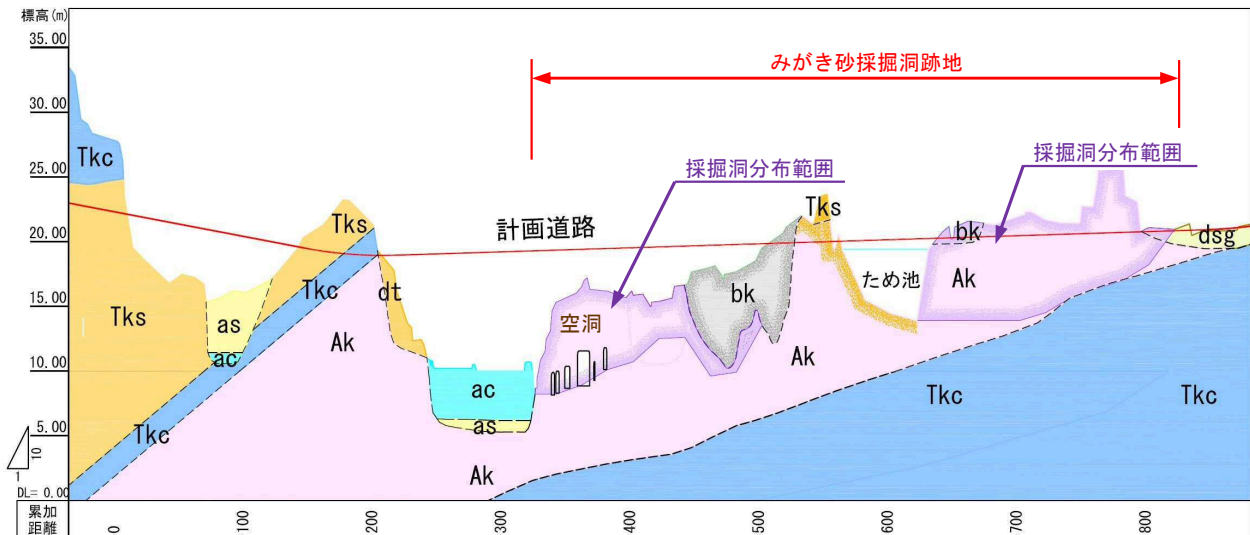 標高(m)
35.00
30.00
25.00
20.00
15.00
10.00
5.00
DL= 0.00
10
1
みがき砂採掘洞跡地
採掘洞分布範囲
採掘洞分布範囲
計画道路
Tkc
Tks
Tks
bk
dsg
Tkc
dt
ため池
Ak
Tks
as
Ak
空洞
bk
Ak
ac
ac
Tkc
Tkc
as
Tkc
Ak
Tks
累加
距離
0
100
200
300
400
500
600
700
800